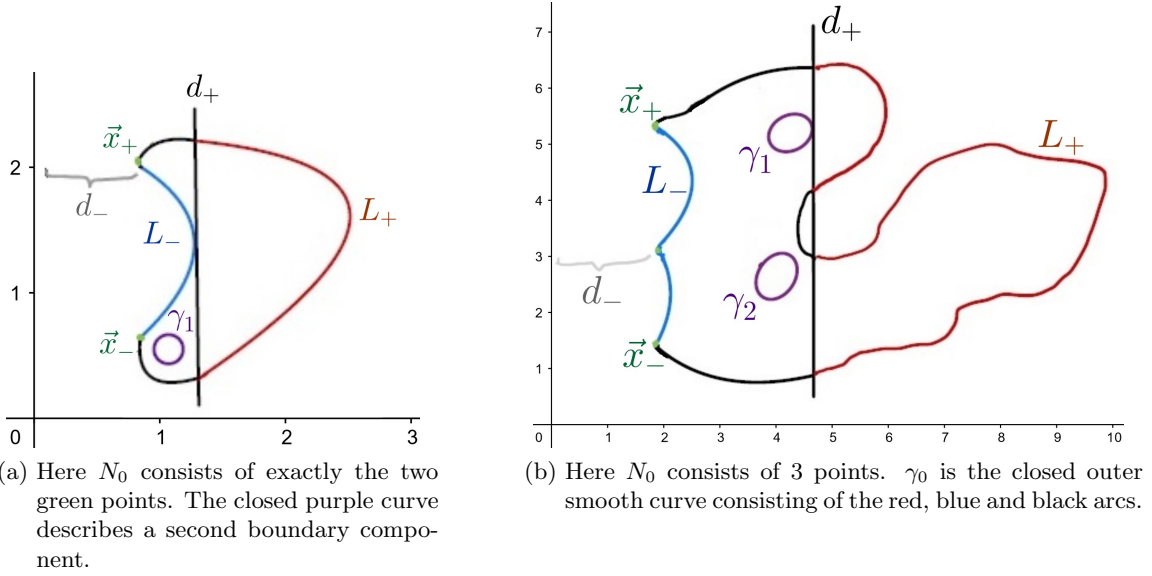 d₊
x⃗₊
2
d₋
L₋
L₊
1
γ₁
x⃗₋
0 1 2 3
d₊
7
6
x⃗₊
5
γ₁
L₊
L₋
4
3
d₋
γ₂
2
x⃗₋
1
0 1 2 3 4 5 6 7 8 9 10
a) Here N₀ consists of exactly the two
green points. The closed purple curve
describes a second boundary compo-
nent.
(b) Here N₀ consists of 3 points. γ₀ is the closed outer
smooth curve consisting of the red, blue and black arcs.